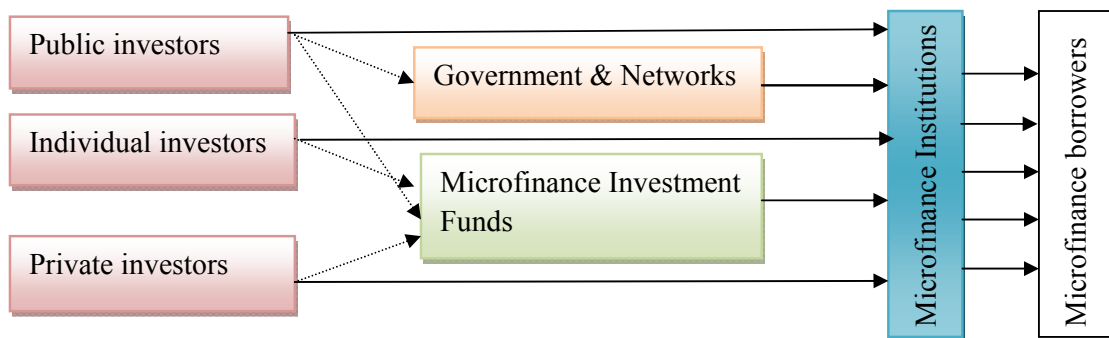 Public investors
Government & Networks
Individual investors
Microfinance Investment
Funds
Private investors
Microfinance Institutions
Microfinance borrowers